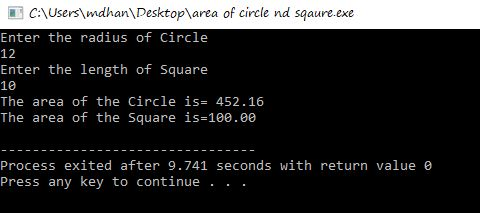 C:\Users\mdhan\Desktop\area of circle nd sqaure.exe
Enter the radius of Circle
12
Enter the length of Square
10
The area of the Circle is= 452.16
The area of the Square is=100.00
--------------------------------
Process exited after 9.741 seconds with return value 0
Press any key to continue . . .